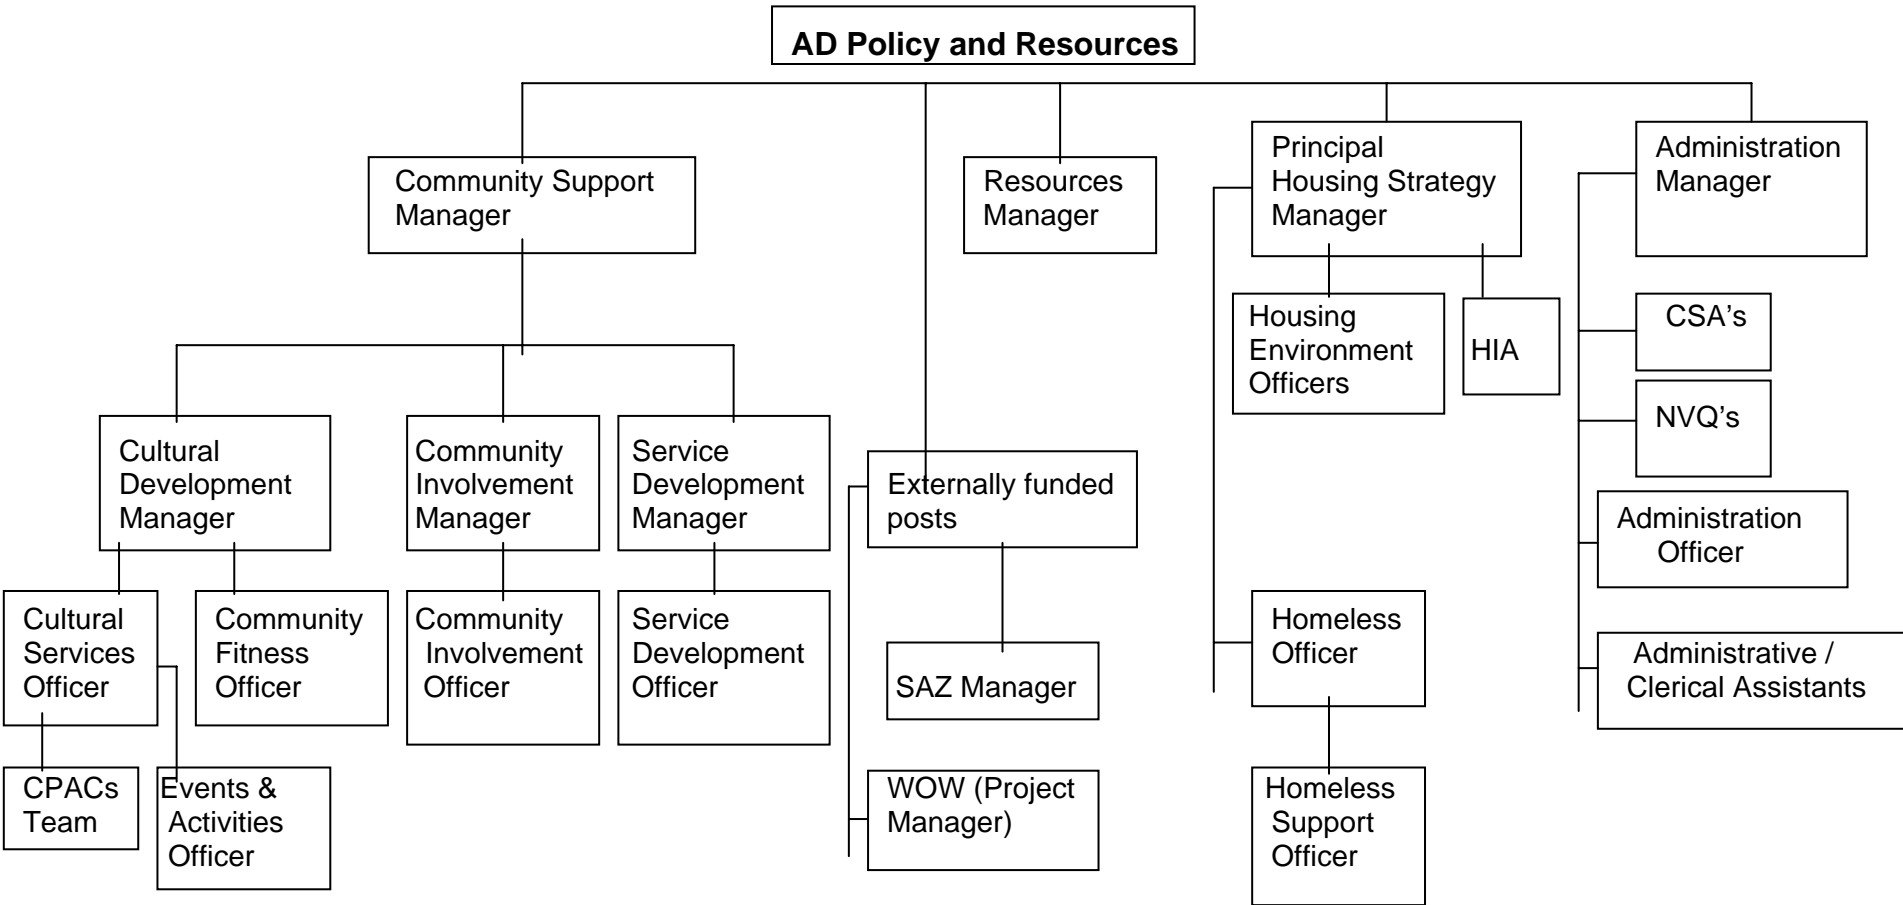 AD Policy and Resources
Community Support
Manager
Resources
Manager
Principal
Housing Strategy
Manager
Administration
Manager
Housing
Environment
Officers
HIA
CSA's
NVQ's
Cultural
Development
Manager
Community
Involvement
Manager
Service
Development
Manager
Externally funded
posts
Administration
Officer
Cultural
Services
Officer
Community
Fitness
Officer
Community
Involvement
Officer
Service
Development
Officer
SAZ Manager
Homeless
Officer
Administrative /
Clerical Assistants
CPACs
Team
Events &
Activities
Officer
WOW (Project
Manager)
Homeless
Support
Officer